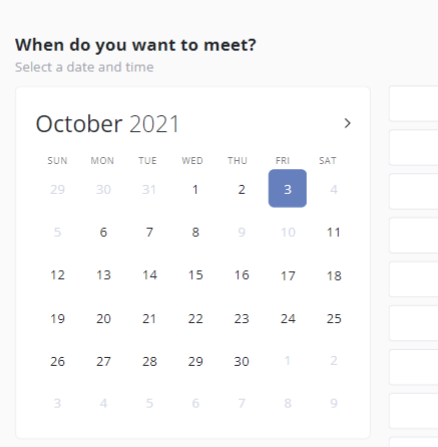 When do you want to meet?
Select a date and time
October 2021
SUN MON TUE WED THU FRI SAT
29 30 31 1 2 3 4
5 6 7 8 9 10 11
12 13 14 15 16 17 18
19 20 21 22 23 24 25
26 27 28 29 30 1 2
3 4 5 6 7 8 9